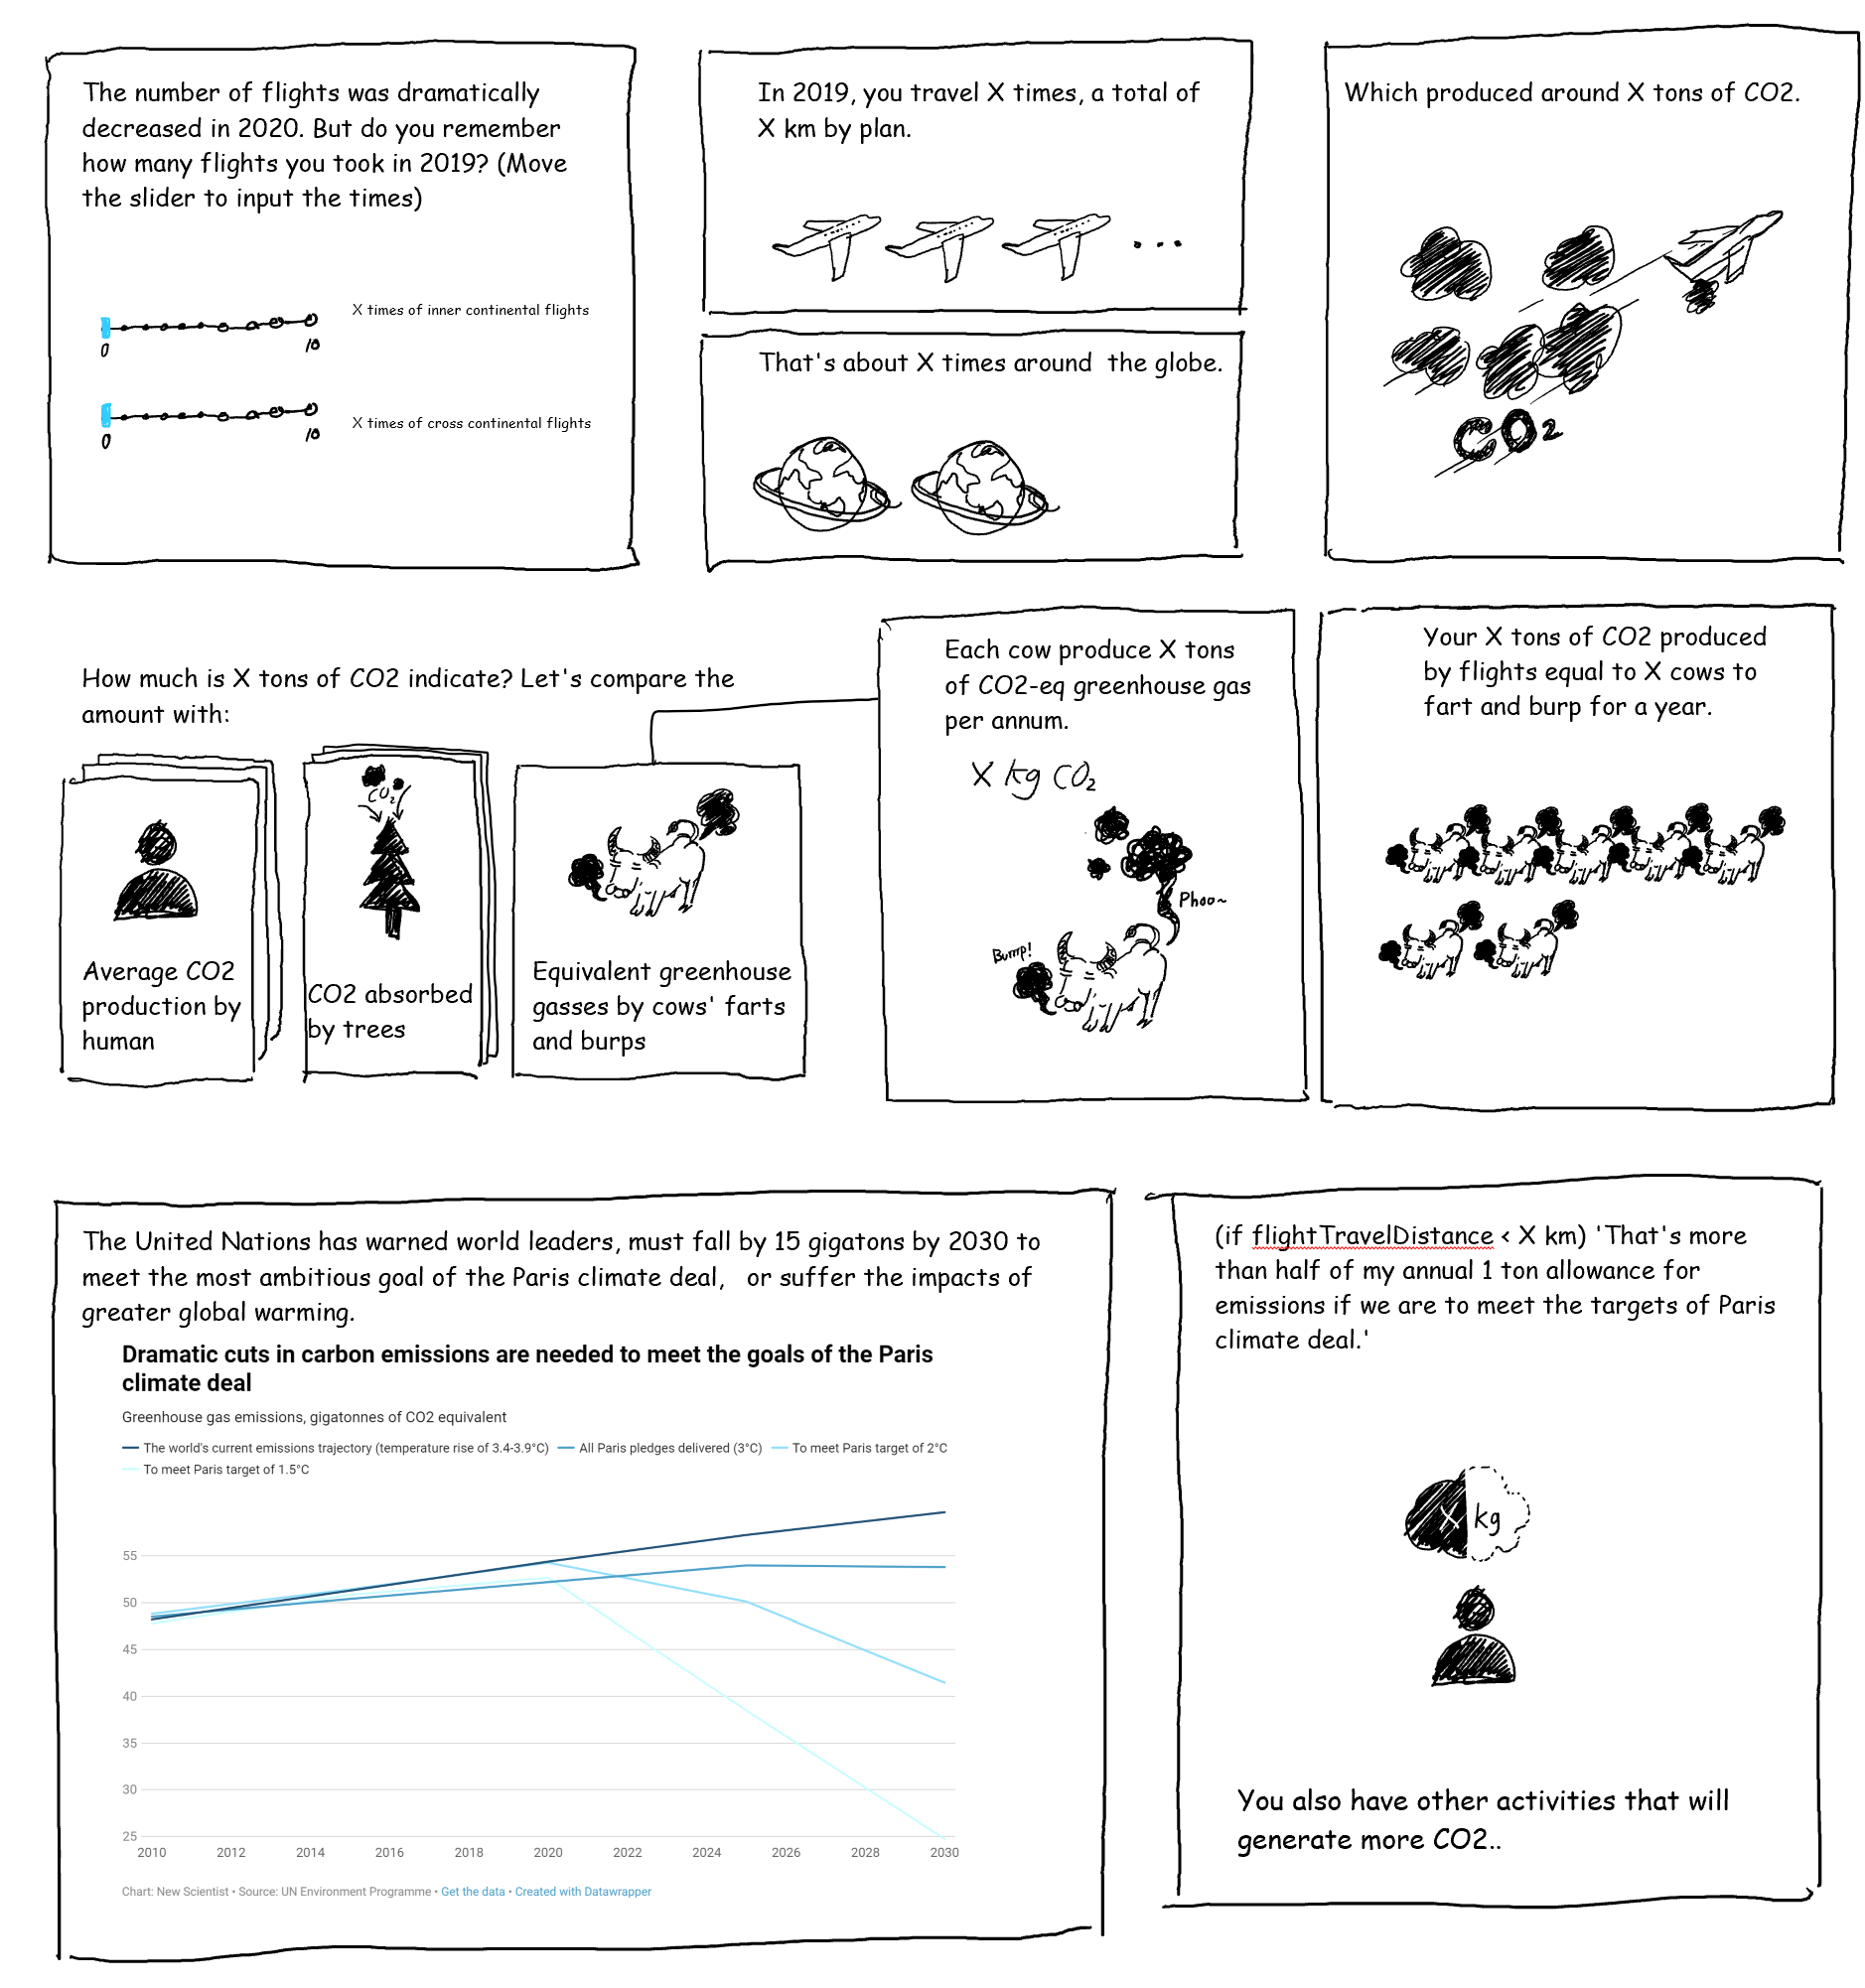 The number of flights was dramatically
decreased in 2020. But do you remember
how many flights you took in 2019? (Move
the slider to input the times)
X times of inner continental flights
0
10
X times of cross continental flights
0
10
In 2019, you travel X times, a total of
X km by plan.
That's about X times around  the globe.
Which produced around X tons of CO2.
CO2
How much is X tons of CO2 indicate? Let's compare the
amount with:
Average CO2
production by
human
CO2
CO2 absorbed
by trees
Equivalent greenhouse
gasses by cows' farts
and burps
Each cow produce X tons
of CO2-eq greenhouse gas
per annum.
X kg CO2
Phoo~
Burrrp!
Your X tons of CO2 produced
by flights equal to X cows to
fart and burp for a year.
The United Nations has warned world leaders, must fall by 15 gigatons by 2030 to
meet the most ambitious goal of the Paris climate deal,   or suffer the impacts of
greater global warming.
Dramatic cuts in carbon emissions are needed to meet the goals of the Paris
climate deal
Greenhouse gas emissions, gigatonnes of CO2 equivalent
The world's current emissions trajectory (temperature rise of 3.4-3.9°C) All Paris pledges delivered (3°C) To meet Paris target of 2°C
To meet Paris target of 1.5°C
55
50
45
40
35
30
25
2010 2012 2014 2016 2018 2020 2022 2024 2026 2028 2030
Chart: New Scientist • Source: UN Environment Programme • Get the data • Created with Datawrapper
(if flightTravelDistance < X km) 'That's more
than half of my annual 1 ton allowance for
emissions if we are to meet the targets of Paris
climate deal.'
X kg
You also have other activities that will
generate more CO2..